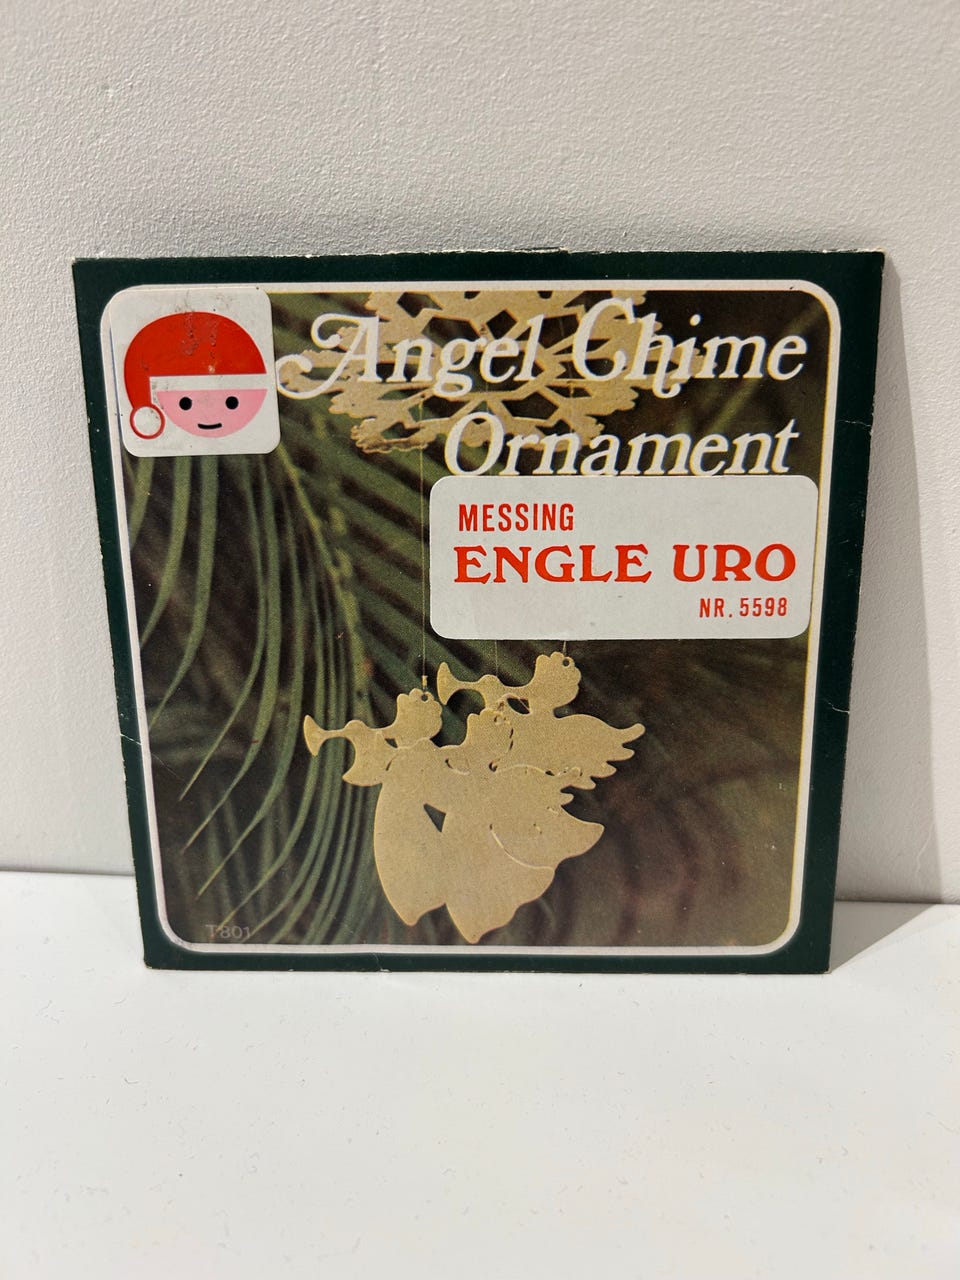 Angel Chime
Ornament
MESSING
ENGLE URO
NR. 5598
T801